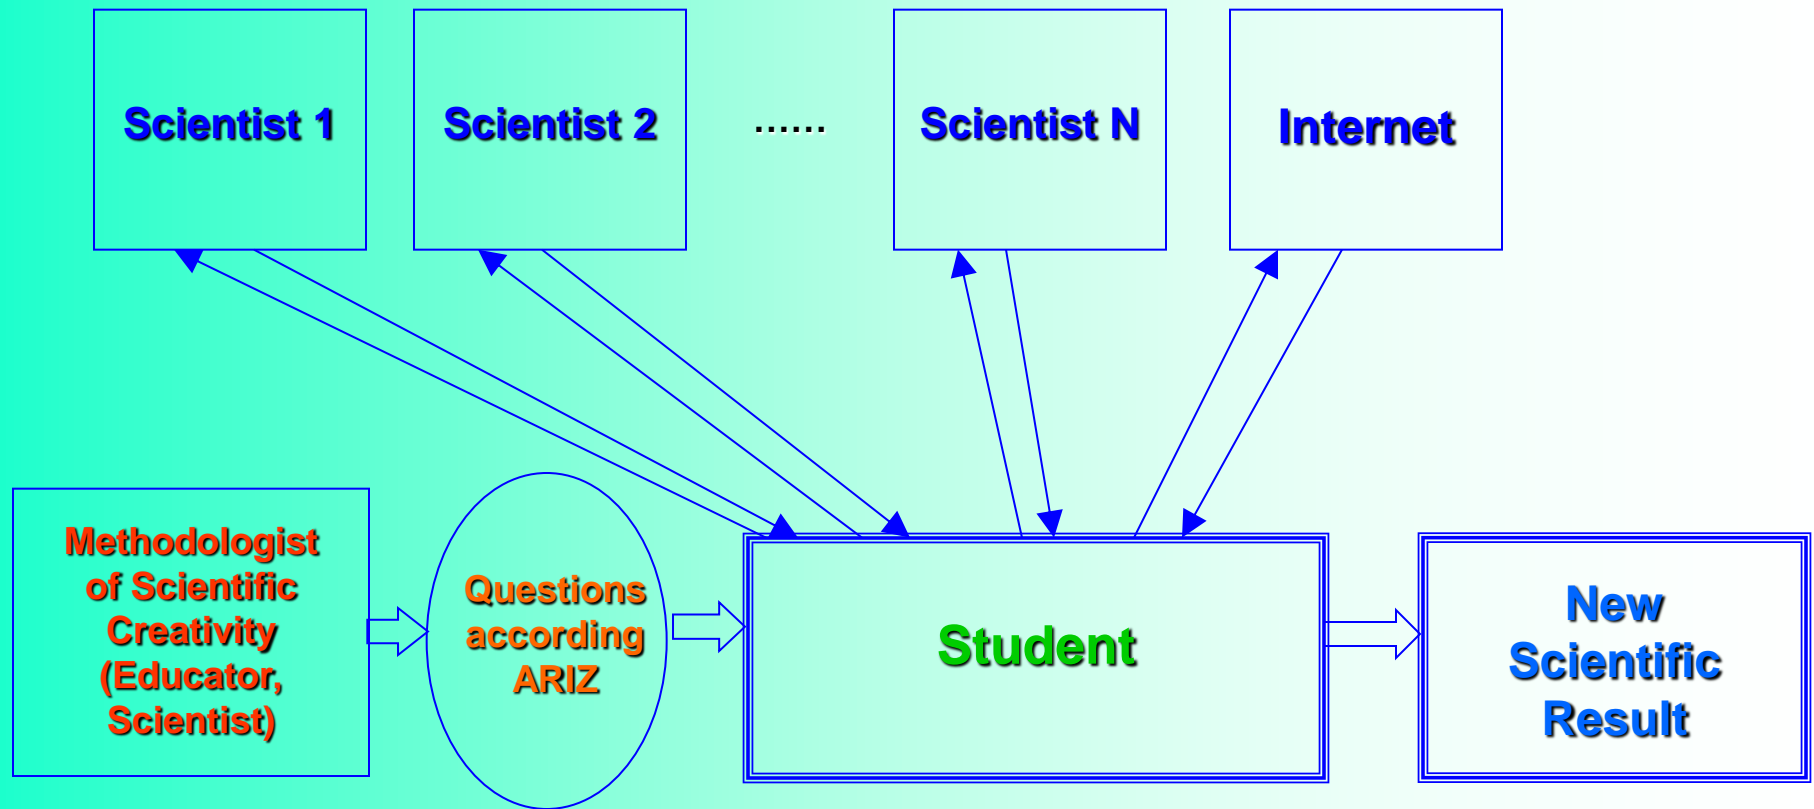 Scientist 1
Scientist 2
......
Scientist N
Internet
Methodologist
of Scientific
Creativity
(Educator,
Scientist)
Questions
according
ARIZ
Student
New
Scientific
Result